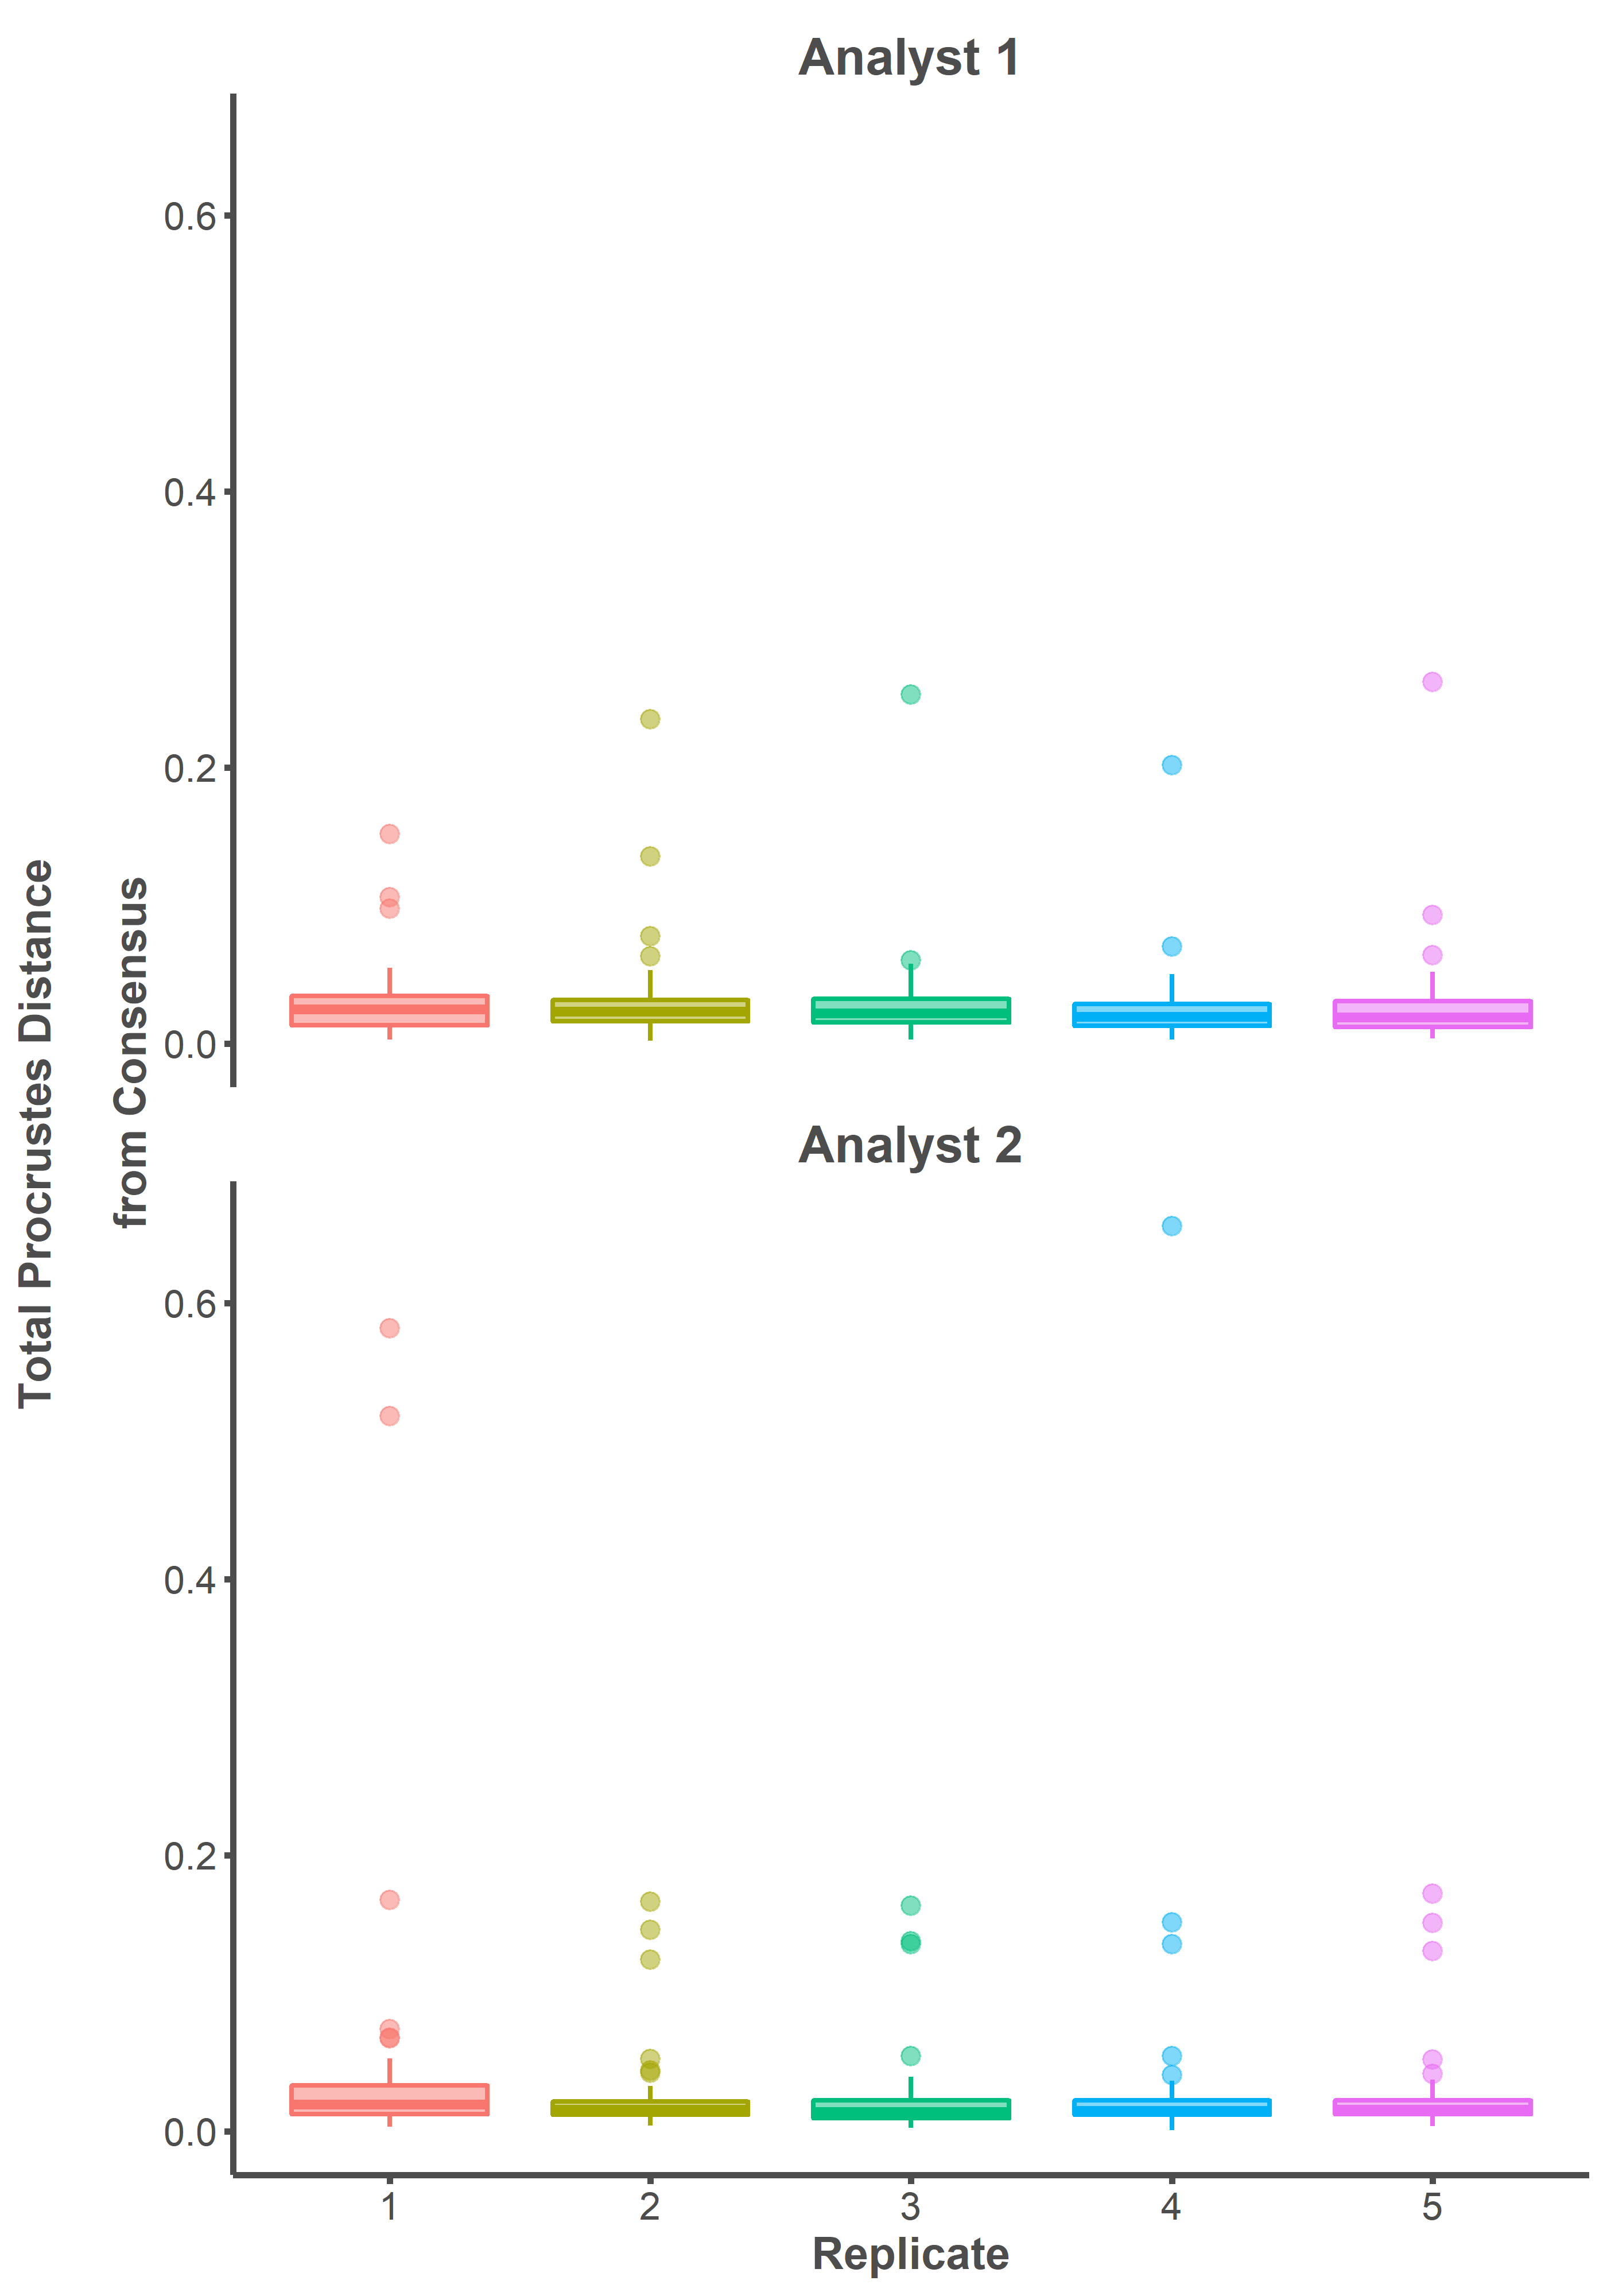 Analyst 1
0.6
0.4
0.2
0.0
Total Procrustes Distance
from Consensus
Analyst 2
0.6
0.4
0.2
0.0
1 2 3 4 5
Replicate